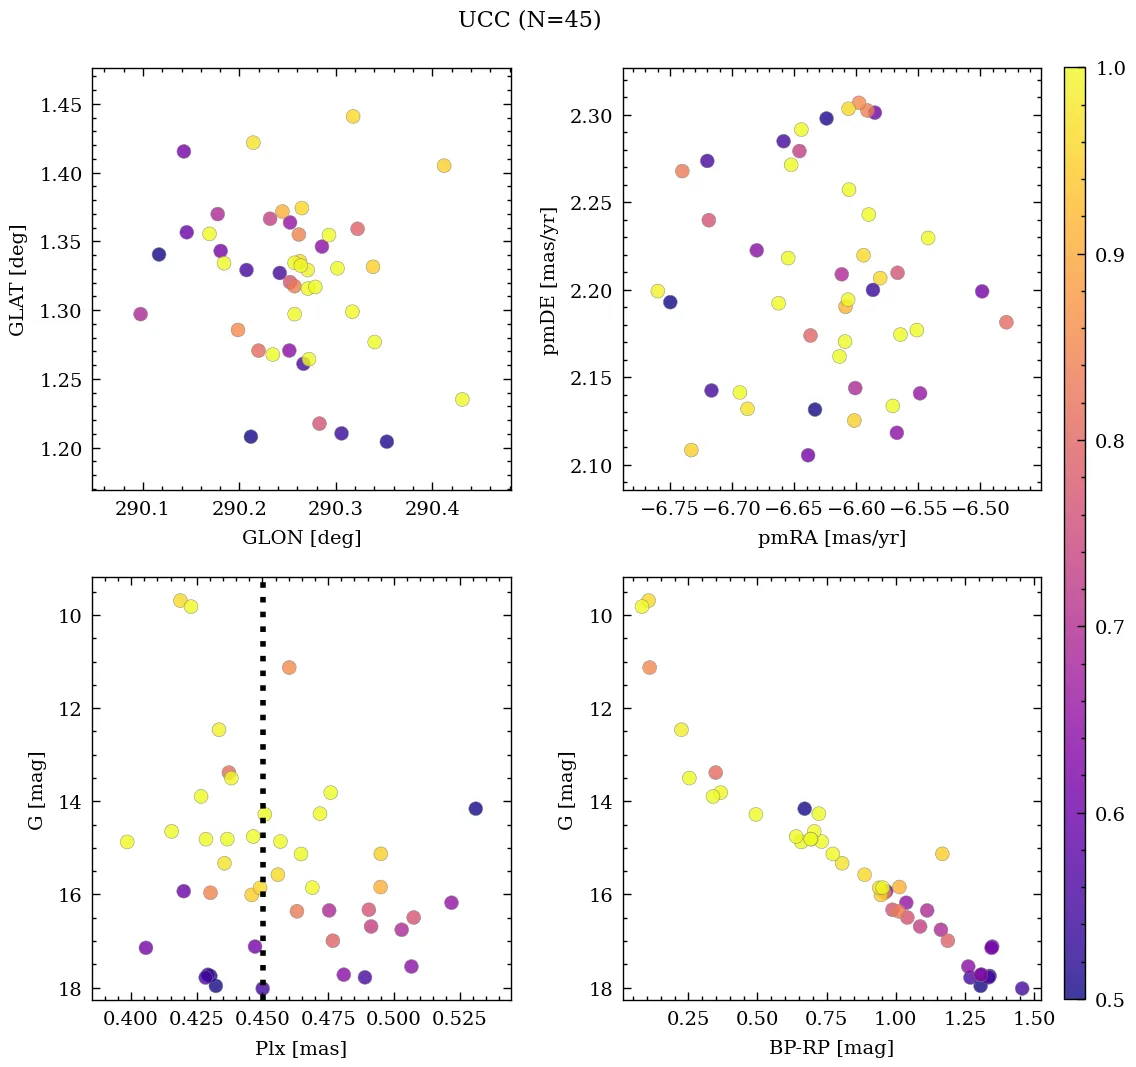 UCC (N=45)
1.45
1.40
1.35
1.30
1.25
1.20
GLAT [deg]
290.1 290.2 290.3 290.4
GLON [deg]
2.30
2.25
2.20
2.15
2.10
pmDE [mas/yr]
−6.75 −6.70 −6.65 −6.60 −6.55 −6.50
pmRA [mas/yr]
10
12
14
16
18
G [mag]
0.400 0.425 0.450 0.475 0.500 0.525
Plx [mas]
10
12
14
16
18
G [mag]
0.25 0.50 0.75 1.00 1.25 1.50
BP-RP [mag]
1.0
0.9
0.8
0.7
0.6
0.5